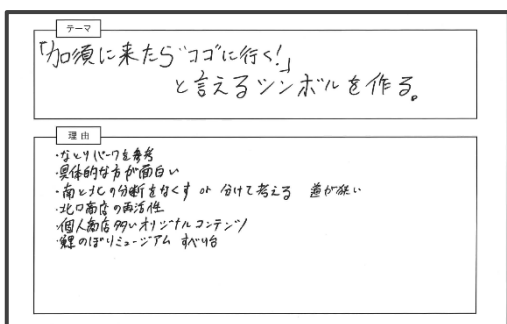 テーマ
「加須に来たら“ココ”に行く!」
と言えるシンボルを作る。
理由
・なとりパークを参考
・具体的な方が面白い
・南と北の分断をなくす or 分けて考える 道が狭い
・北口商店の再活性
・個人商店多いオリジナルコンテンツ
・鯉のぼりミュージアム すべり台